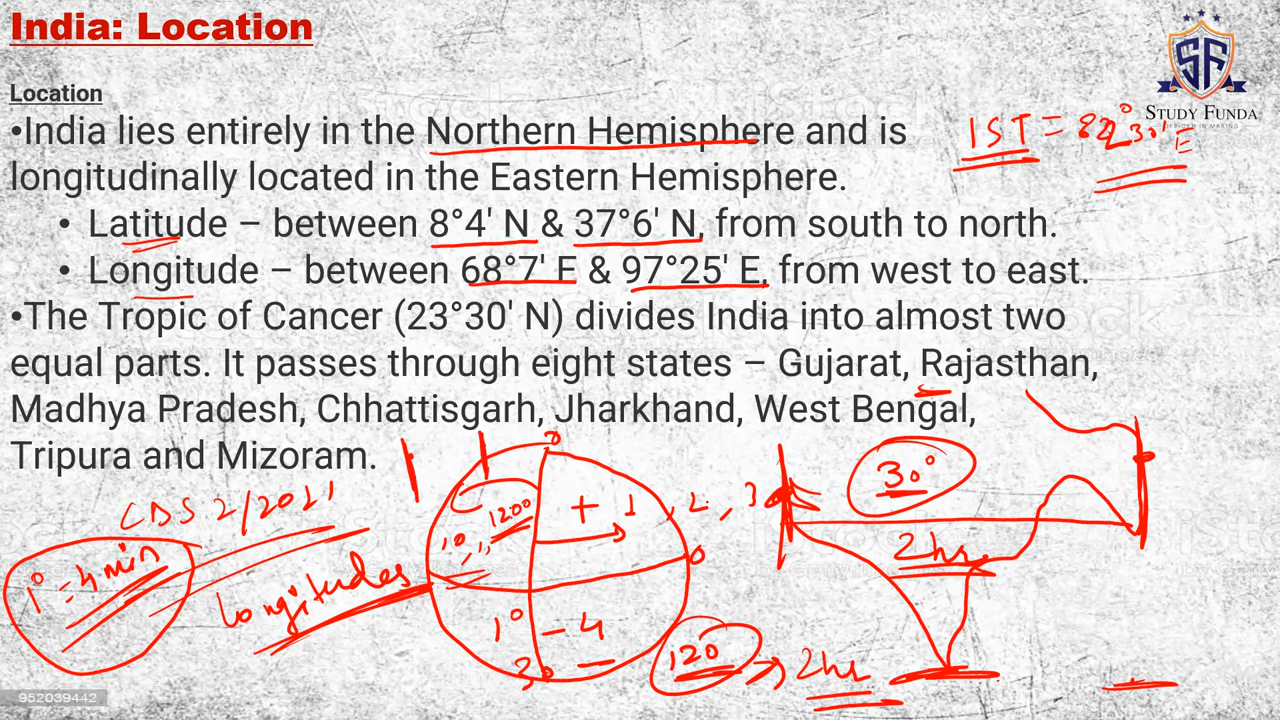 India: Location
Location
•India lies entirely in the Northern Hemisphere and is
longitudinally located in the Eastern Hemisphere.
• Latitude – between 8°4' N & 37°6' N, from south to north.
• Longitude – between 68°7' E & 97°25' E, from west to east.
•The Tropic of Cancer (23°30' N) divides India into almost two
equal parts. It passes through eight states – Gujarat, Rajasthan,
Madhya Pradesh, Chhattisgarh, Jharkhand, West Bengal,
Tripura and Mizoram.
STUDY FUNDA
IST = 82°30' E
CDS 2/2021
1° = 4 min
longitudes
1200
+ 1, 2, 3
0
1° – 4
30
120 → 2hr
30°
2 hr
952039442